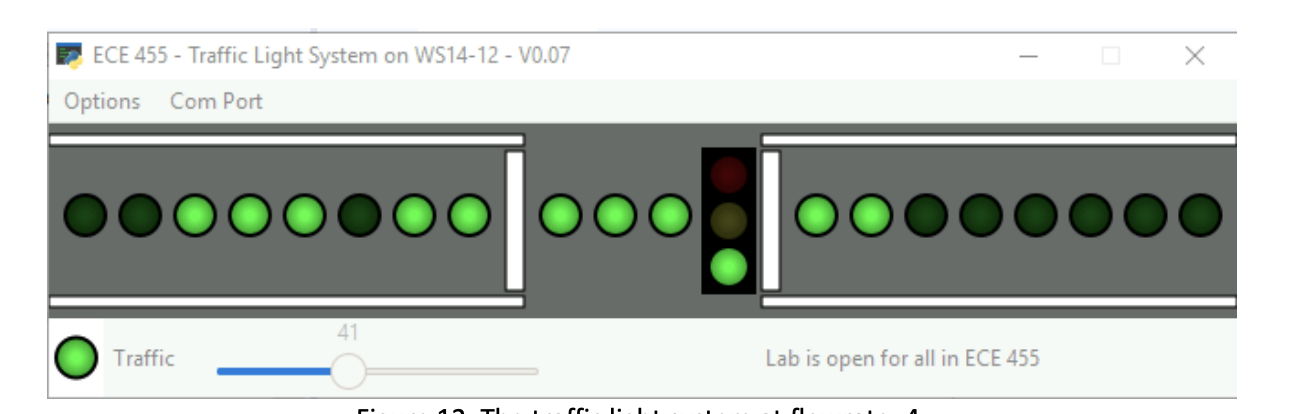 ECE 455 - Traffic Light System on WS14-12 - V0.07
Options Com Port
41
Traffic
Lab is open for all in ECE 455